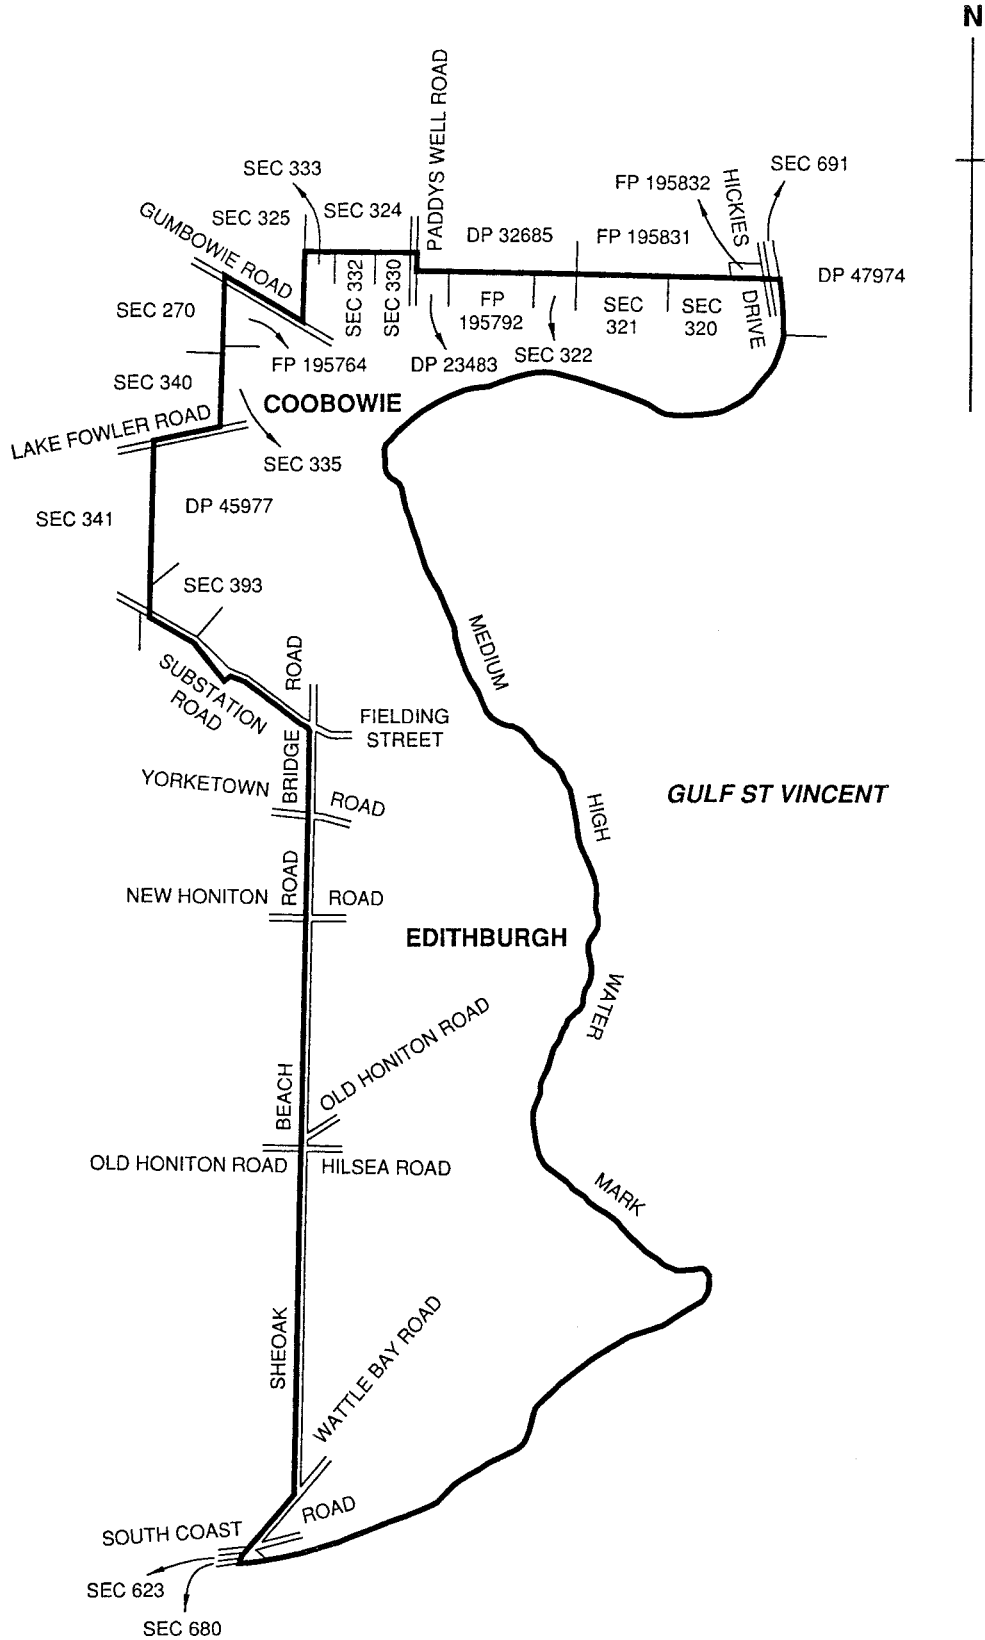 N
PADDYS WELL ROAD
SEC 333
SEC 691
FP 195832
HICKIES
DRIVE
SEC 325
SEC 324
GUMBOWIE ROAD
DP 32685
FP 195831
DP 47974
SEC 270
SEC 332
SEC 330
FP
195792
SEC
321
SEC
320
FP 195764
DP 23483
SEC 322
SEC 340
COOBOWIE
LAKE FOWLER ROAD
SEC 335
SEC 341
DP 45977
SEC 393
MEDIUM
SUBSTATION
ROAD
ROAD
FIELDING
STREET
BRIDGE
YORKETOWN
ROAD
GULF ST VINCENT
HIGH
ROAD
NEW HONITON
ROAD
EDITHBURGH
WATER
OLD HONITON ROAD
BEACH
OLD HONITON ROAD
HILSEA ROAD
MARK
SHEOAK
WATTLE BAY ROAD
SOUTH COAST
ROAD
SEC 623
SEC 680